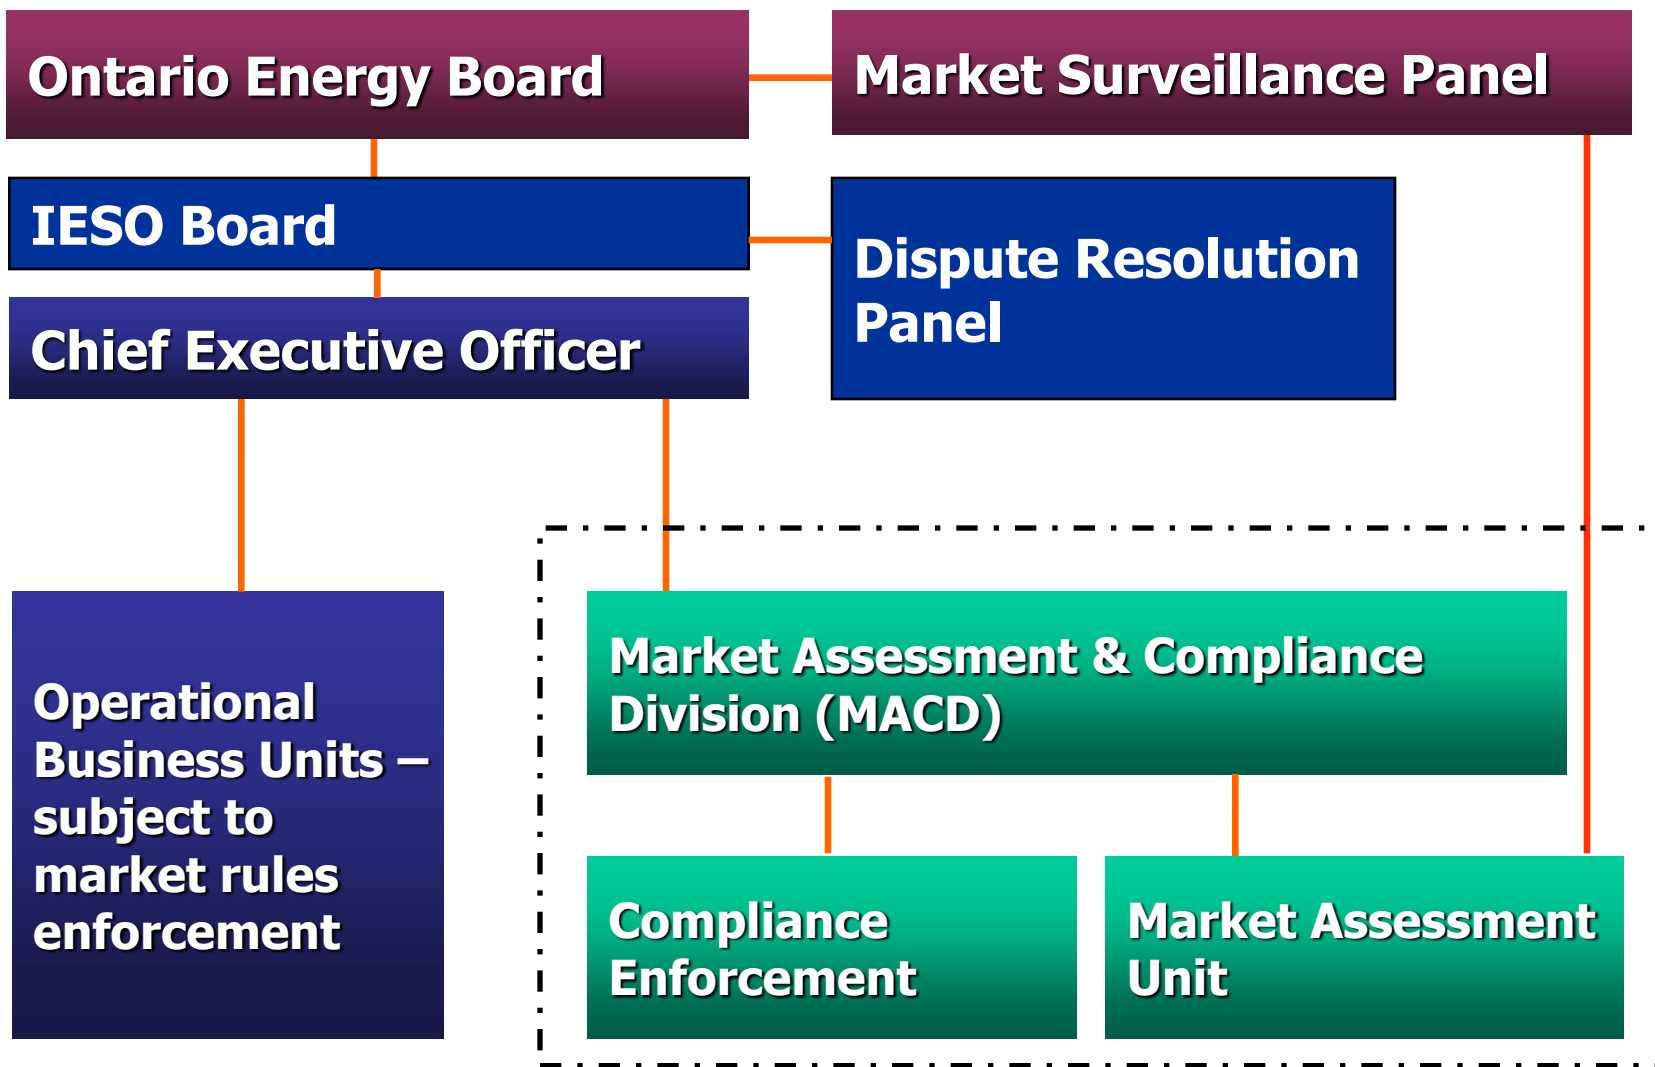 Ontario Energy Board
Market Surveillance Panel
IESO Board
Dispute Resolution
Panel
Chief Executive Officer
Operational
Business Units –
subject to
market rules
enforcement
Market Assessment & Compliance
Division (MACD)
Compliance
Enforcement
Market Assessment
Unit